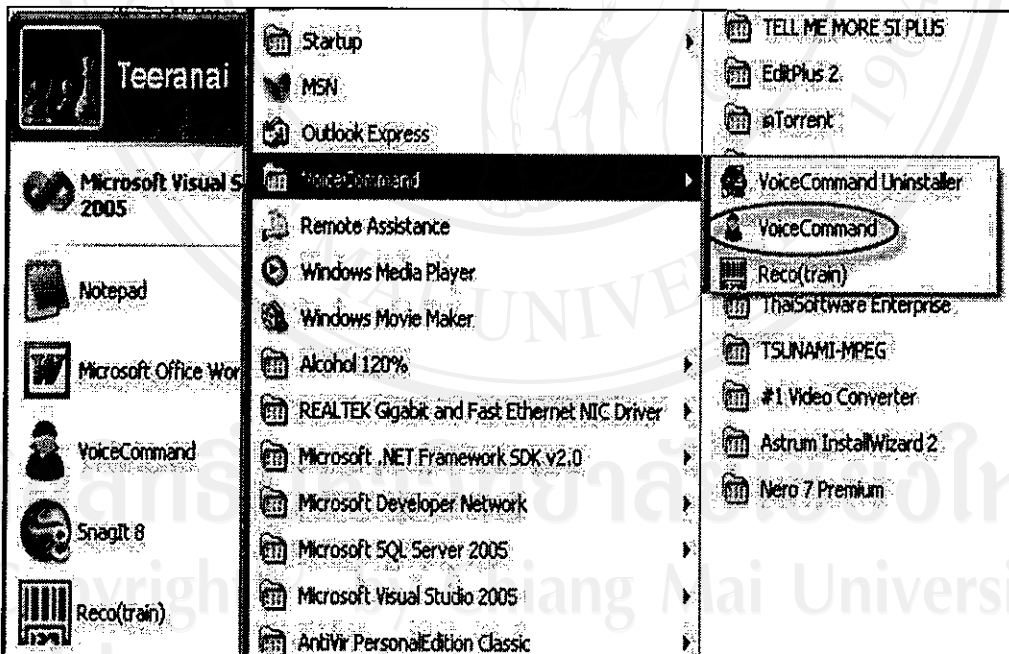 Teeranai
Microsoft Visual S
2005
Notepad
Microsoft Office Wor
VoiceCommand
SnagIt 8
Reco(train)
Startup
MSN
Outlook Express
VoiceCommand
Remote Assistance
Windows Media Player
Windows Movie Maker
Alcohol 120%
REALTEK Gigabit and Fast Ethernet NIC Driver
Microsoft .NET Framework SDK v2.0
Microsoft Developer Network
Microsoft SQL Server 2005
Microsoft Visual Studio 2005
AntiVir PersonalEdition Classic
TELL ME MORE SI PLUS
EditPlus 2
VoiceCommand Uninstaller
VoiceCommand
Reco(train)
ThaiSoftware Enterprise
TSUNAMI-MPEG
#1 Video Converter
Astrum InstallWizard 2
Nero 7 Premium
MAI UNIVE
by Chiang Mai Universi